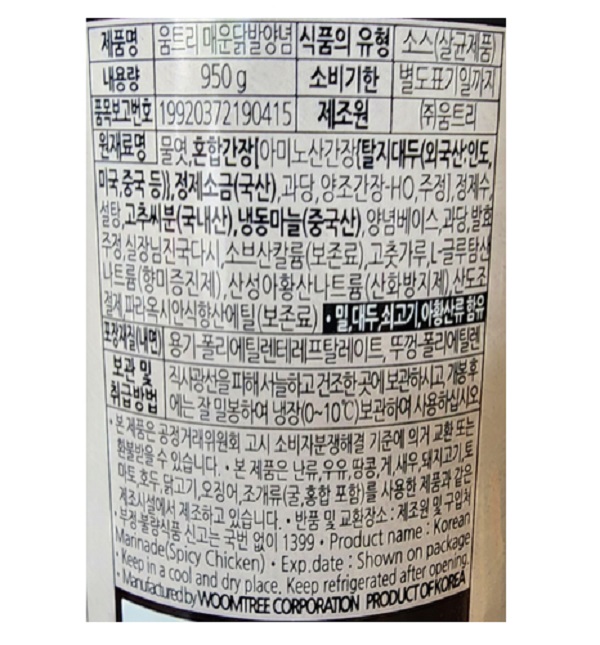 제품명 움트리 매운닭발양념 식품의 유형 소스(살균제품)
내용량 950 g 소비기한 별도표기일까지
품목보고번호 19920372190415 제조원 ㈜움트리
원재료명 물엿,혼합간장[아미노산간장{탈지대두(외국산:인도,
미국,중국 등)},정제소금(국산),과당,양조간장-HO,주정],정제수,
설탕,고추씨분(국내산),냉동마늘(중국산),양념베이스,과당,발효
주정,실장님진국다시,소브산칼륨(보존료),고춧가루,L-글루탐산
나트륨(향미증진제),산성아황산나트륨(산화방지제),산도조
절제,파라옥시안식향산에틸(보존료) •밀,대두,쇠고기,아황산류 함유
포장재질(내면) 용기-폴리에틸렌테레프탈레이트, 뚜껑-폴리에틸렌
보관 및 취급방법 직사광선을 피해 서늘하고 건조한 곳에 보관하시고, 개봉 후
에는 잘 밀봉하여 냉장(0~10℃)보관하여 사용하십시오
•본 제품은 공정거래위원회 고시 소비자분쟁해결 기준에 의거 교환 또는
환불받을 수 있습니다. •본 제품은 난류,우유,땅콩,게,새우,돼지고기,토
마토,호두,닭고기,오징어,조개류(굴,홍합 포함)를 사용한 제품과 같은
제조시설에서 제조하고 있습니다. •반품 및 교환장소 : 제조원 및 구입처
•부정·불량식품 신고는 국번 없이 1399 •Product name : Korean
Marinade(Spicy Chicken) •Exp.date : Shown on package
•Keep in a cool and dry place. Keep refrigerated after opening.
•Manufactured by WOOMTREE CORPORATION PRODUCT OF KOREA